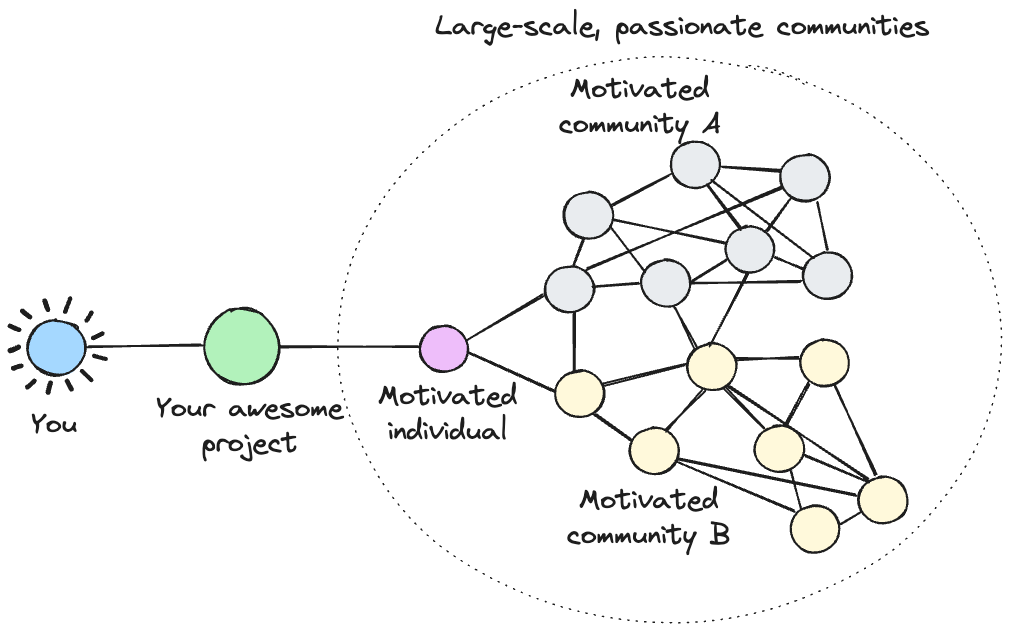 Large-scale, passionate communities
Motivated
community A
You
Your awesome
project
Motivated
individual
Motivated
community B